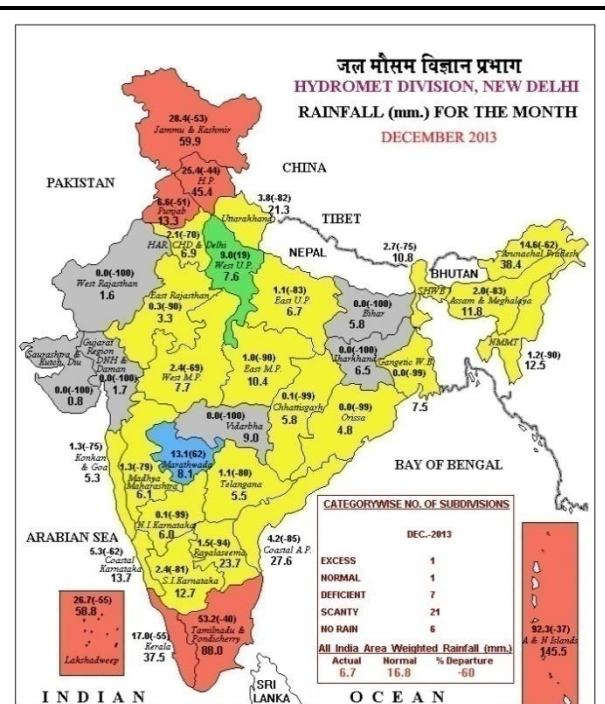 जल मौसम विज्ञान प्रभाग
HYDROMET DIVISION, NEW DELHI
RAINFALL (mm.) FOR THE MONTH
DECEMBER 2013
28.4(-53)
Jammu & Kashmir
59.9
CHINA
25.4(-44)
H.P.
45.4
PAKISTAN
6.6(-51)
Punjab
13.3
3.8(-82)
21.3
Uttarakhand
TIBET
2.1(-70)
HAR. CHD & Delhi
6.9
9.0(19)
West U.P.
7.6
NEPAL
2.7(-75)
10.8
14.6(-62)
Arunachal Pradesh
38.4
BHUTAN
0.0(-100)
West Rajasthan
1.6
East Rajasthan
0.3(-90)
3.3
1.1(-83)
East U.P.
6.7
0.0(-100)
Bihar
5.8
SHWB
2.0(-83)
Assam & Meghalaya
11.8
NMMT
1.2(-90)
12.5
Saurashtra &
Kutch, Diu
0.0(-100)
0.8
Gujarat
Region
DNH &
Daman
0.0(-100)
1.7
2.4(-69)
West M.P.
7.7
1.0(-90)
East M.P.
10.4
0.0(-100)
Jharkhand
6.5
Gangetic W.B.
0.0(-99)
7.5
0.1(-99)
Chhattisgarh
5.8
0.0(-99)
Orissa
4.8
0.0(-100)
Vidarbha
9.0
1.3(-75)
Konkan
& Goa
5.3
13.1(62)
Marathwada
8.1
1.3(-79)
Madhya
Maharashtra
6.1
1.1(-80)
Telangana
5.5
BAY OF BENGAL
0.1(-99)
N.I.Karnataka
6.0
ARABIAN SEA
5.3(-62)
Coastal
Karnataka
13.7
1.5(-94)
Rayalaseema
23.7
4.2(-85)
Coastal A.P.
27.6
2.4(-81)
S.I.Karnataka
12.7
26.7(-55)
58.8
Lakshadweep
17.0(-55)
Kerala
37.5
53.2(-40)
Tamilnadu &
Pondicherry
88.0
CATEGORYWISE NO. OF SUBDIVISIONS
DEC.-2013
EXCESS 1
NORMAL 1
DEFICIENT 7
SCANTY 21
NO RAIN 6
All India Area Weighted Rainfall (mm.)
Actual Normal % Departure
6.7 16.8 -60
92.3(-37)
A & N Islands
145.5
SRI
LANKA
INDIAN OCEAN